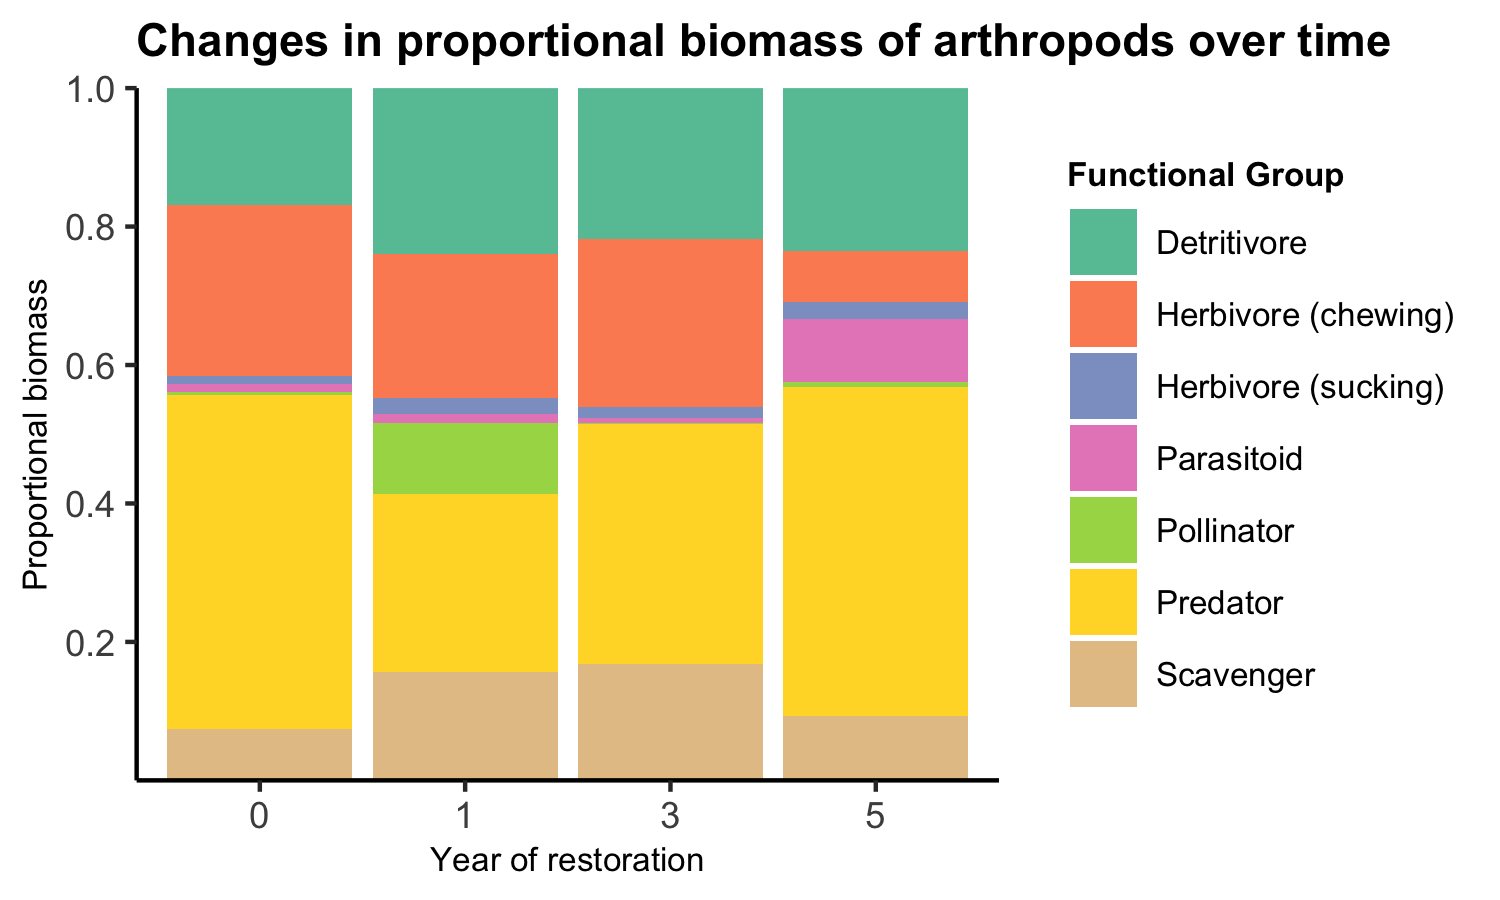 Changes in proportional biomass of arthropods over time
1.0
0.8
0.6
0.4
0.2
Proportional biomass
0
1
3
5
Year of restoration
Functional Group
Detritivore
Herbivore (chewing)
Herbivore (sucking)
Parasitoid
Pollinator
Predator
Scavenger